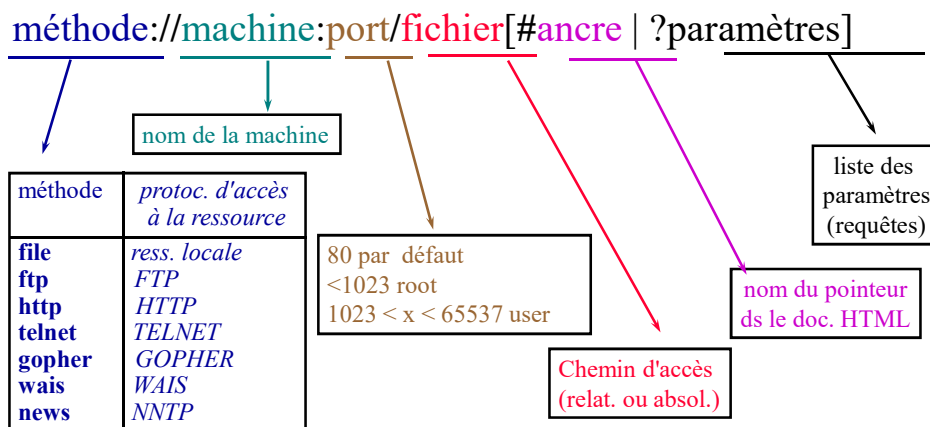 méthode://machine:port/fichier[#ancre | ?paramètres]
nom de la machine
méthode protoc. d'accès
à la ressource
file ress. locale
ftp FTP
http HTTP
telnet TELNET
gopher GOPHER
wais WAIS
news NNTP
80 par défaut
<1023 root
1023 < x < 65537 user
Chemin d'accès
(relat. ou absol.)
nom du pointeur
ds le doc. HTML
liste des
paramètres
(requêtes)